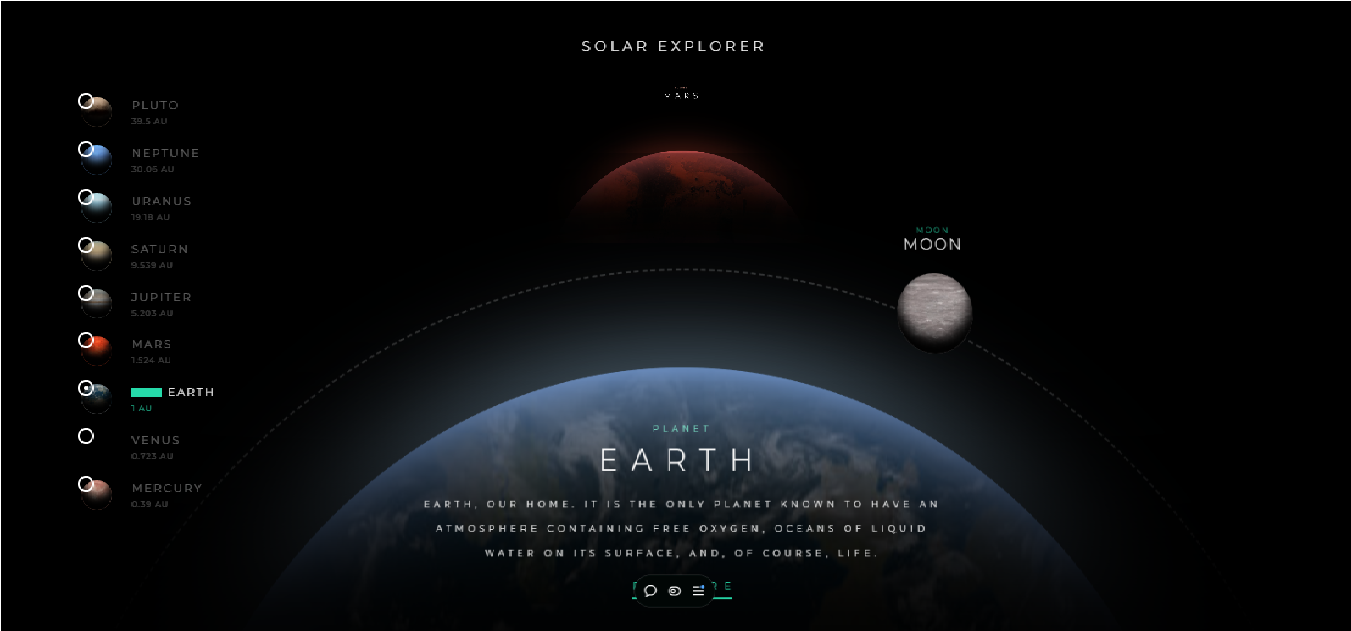 SOLAR EXPLORER
MARS
PLUTO
39.5 AU
NEPTUNE
30.06 AU
URANUS
19.18 AU
SATURN
9.539 AU
JUPITER
5.203 AU
MARS
1.524 AU
EARTH
1 AU
VENUS
0.723 AU
MERCURY
0.39 AU
MOON
MOON
PLANET
EARTH
EARTH, OUR HOME. IT IS THE ONLY PLANET KNOWN TO HAVE AN
ATMOSPHERE CONTAINING FREE OXYGEN, OCEANS OF LIQUID
WATER ON ITS SURFACE, AND, OF COURSE, LIFE.